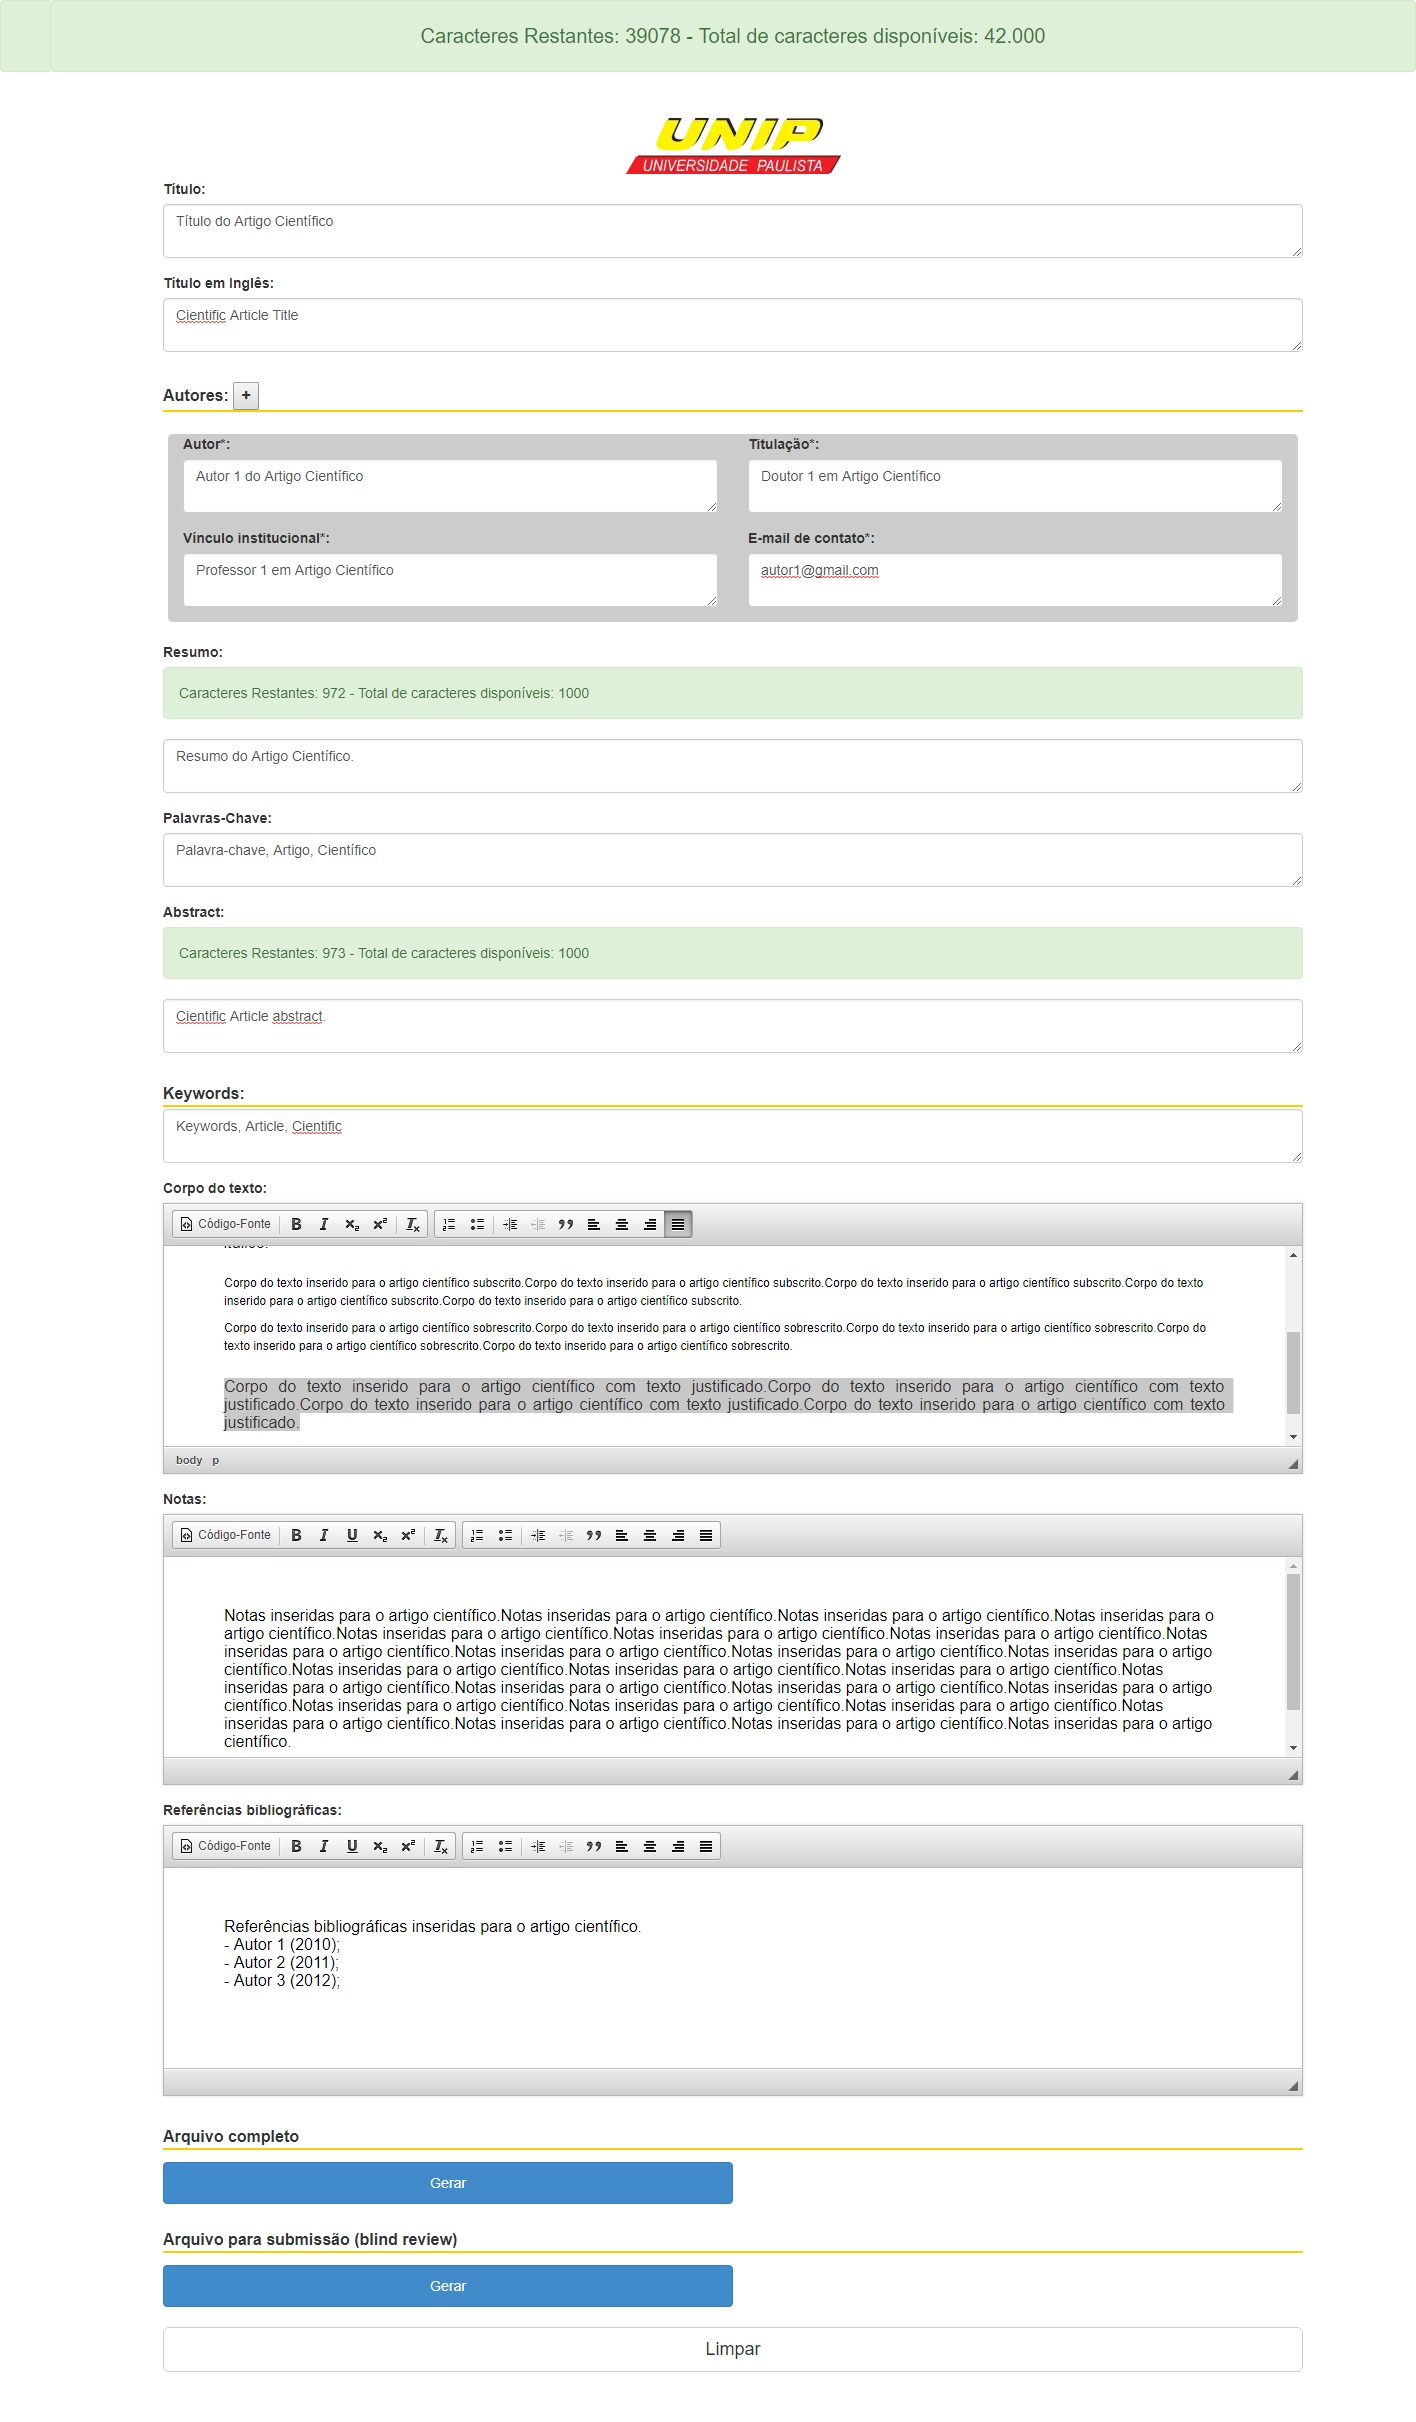 Caracteres Restantes: 39078 - Total de caracteres disponíveis: 42.000
UNIP
UNIVERSIDADE PAULISTA
Título:
Título do Artigo Científico
Título em Inglês:
Cientific Article Title
Autores: +
Autor*:
Titulação*:
Autor 1 do Artigo Científico
Doutor 1 em Artigo Científico
Vínculo institucional*:
E-mail de contato*:
Professor 1 em Artigo Científico
autor1@gmail.com
Resumo:
Caracteres Restantes: 972 - Total de caracteres disponíveis: 1000
Resumo do Artigo Científico.
Palavras-Chave:
Palavra-chave, Artigo, Científico
Abstract:
Caracteres Restantes: 973 - Total de caracteres disponíveis: 1000
Cientific Article abstract.
Keywords:
Keywords, Article, Cientific
Corpo do texto:
Código-Fonte
itálico.
Corpo do texto inserido para o artigo científico subscrito.Corpo do texto inserido para o artigo científico subscrito.Corpo do texto inserido para o artigo científico subscrito.Corpo do texto
inserido para o artigo científico subscrito.Corpo do texto inserido para o artigo científico subscrito.
Corpo do texto inserido para o artigo científico sobrescrito.Corpo do texto inserido para o artigo científico sobrescrito.Corpo do texto inserido para o artigo científico sobrescrito.Corpo do
texto inserido para o artigo científico sobrescrito.Corpo do texto inserido para o artigo científico sobrescrito.
Corpo do texto inserido para o artigo científico com texto justificado.Corpo do texto inserido para o artigo científico com texto
justificado.Corpo do texto inserido para o artigo científico com texto justificado.Corpo do texto inserido para o artigo científico com texto
justificado.
body p
Notas:
Código-Fonte
Notas inseridas para o artigo científico.Notas inseridas para o artigo científico.Notas inseridas para o artigo científico.Notas inseridas para o
artigo científico.Notas inseridas para o artigo científico.Notas inseridas para o artigo científico.Notas inseridas para o artigo científico.Notas
inseridas para o artigo científico.Notas inseridas para o artigo científico.Notas inseridas para o artigo científico.Notas inseridas para o artigo
científico.Notas inseridas para o artigo científico.Notas inseridas para o artigo científico.Notas inseridas para o artigo científico.Notas
inseridas para o artigo científico.Notas inseridas para o artigo científico.Notas inseridas para o artigo científico.Notas inseridas para o artigo
científico.Notas inseridas para o artigo científico.Notas inseridas para o artigo científico.Notas inseridas para o artigo científico.Notas
inseridas para o artigo científico.Notas inseridas para o artigo científico.Notas inseridas para o artigo científico.Notas inseridas para o artigo
científico.
Referências bibliográficas:
Código-Fonte
Referências bibliográficas inseridas para o artigo científico.
- Autor 1 (2010);
- Autor 2 (2011);
- Autor 3 (2012);
Arquivo completo
Gerar
Arquivo para submissão (blind review)
Gerar
Limpar